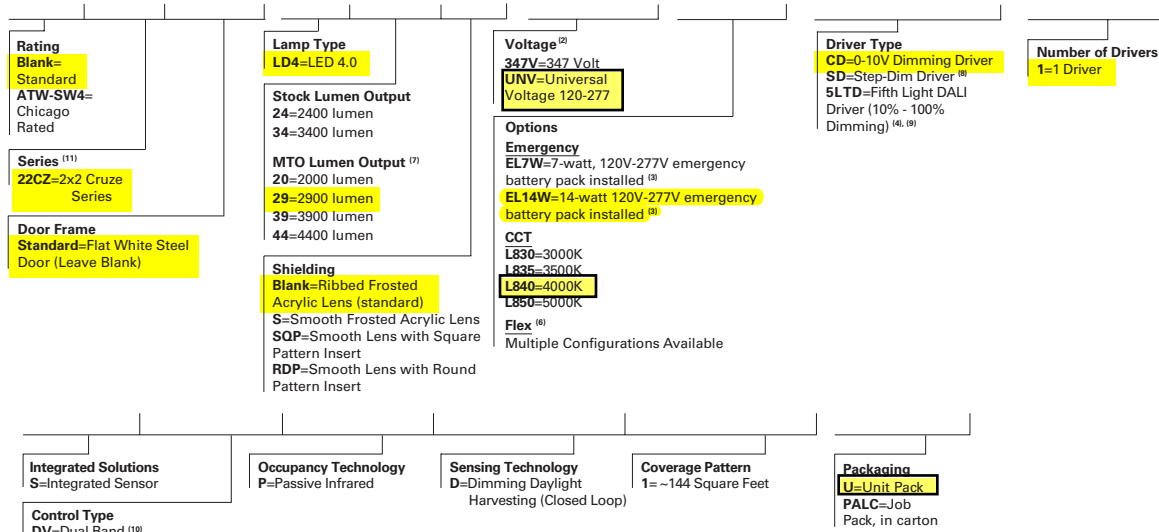 Rating
Blank=
Standard
ATW-SW4=
Chicago
Rated
Series (11)
22CZ=2x2 Cruze
Series
Door Frame
Standard=Flat White Steel
Door (Leave Blank)
Lamp Type
LD4=LED 4.0
Stock Lumen Output
24=2400 lumen
34=3400 lumen
MTO Lumen Output (7)
20=2000 lumen
29=2900 lumen
39=3900 lumen
44=4400 lumen
Shielding
Blank=Ribbed Frosted
Acrylic Lens (standard)
S=Smooth Frosted Acrylic Lens
SQP=Smooth Lens with Square
Pattern Insert
RDP=Smooth Lens with Round
Pattern Insert
Voltage (2)
347V=347 Volt
UNV=Universal
Voltage 120-277
Options
Emergency
EL7W=7-watt, 120V-277V emergency
battery pack installed (3)
EL14W=14-watt 120V-277V emergency
battery pack installed (3)
CCT
L830=3000K
L835=3500K
L840=4000K
L850=5000K
Flex (6)
Multiple Configurations Available
Driver Type
CD=0-10V Dimming Driver
SD=Step-Dim Driver (8)
5LTD=Fifth Light DALI
Driver (10% - 100%
Dimming) (4), (9)
Number of Drivers
1=1 Driver
Integrated Solutions
S=Integrated Sensor
Control Type
DV=Dual Band (10)
Occupancy Technology
P=Passive Infrared
Sensing Technology
D=Dimming Daylight
Harvesting (Closed Loop)
Coverage Pattern
1= ~144 Square Feet
Packaging
U=Unit Pack
PALC=Job
Pack, in carton